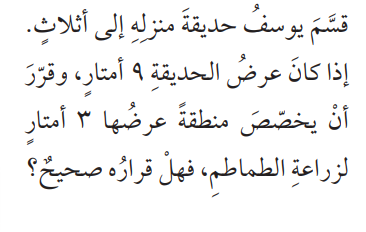 قسَّمَ يوسفُ حديقةَ منزلِهِ إلى أثلاثٍ.
إذا كانَ عرضُ الحديقةِ ٩ أمتارٍ، وقرّرَ
أنْ يخصّصَ منطقةً عرضُها ٣ أمتارٍ
لزراعةِ الطماطمِ، فهلْ قرارُه صحيحٌ؟